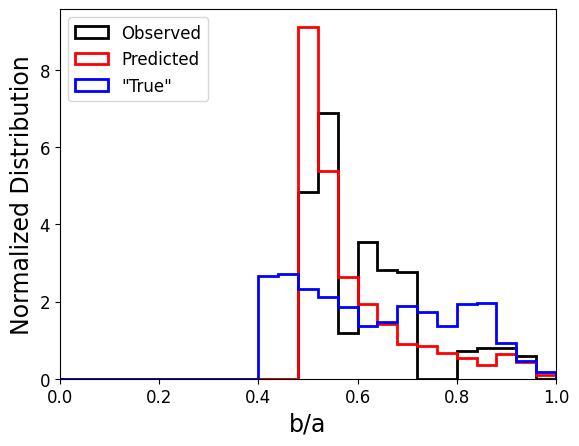 Observed
Predicted
"True"
Normalized Distribution
8
6
4
2
0
0.0 0.2 0.4 0.6 0.8 1.0
b/a